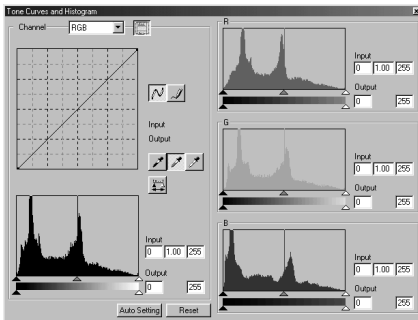 Tone Curves and Histogram
Channel
RGB
Input
Output
Input
0 1.00 255
Output
0 255
Auto Setting
Reset
R
Input
0 1.00 255
Output
0 255
G
Input
0 1.00 255
Output
0 255
B
Input
0 1.00 255
Output
0 255